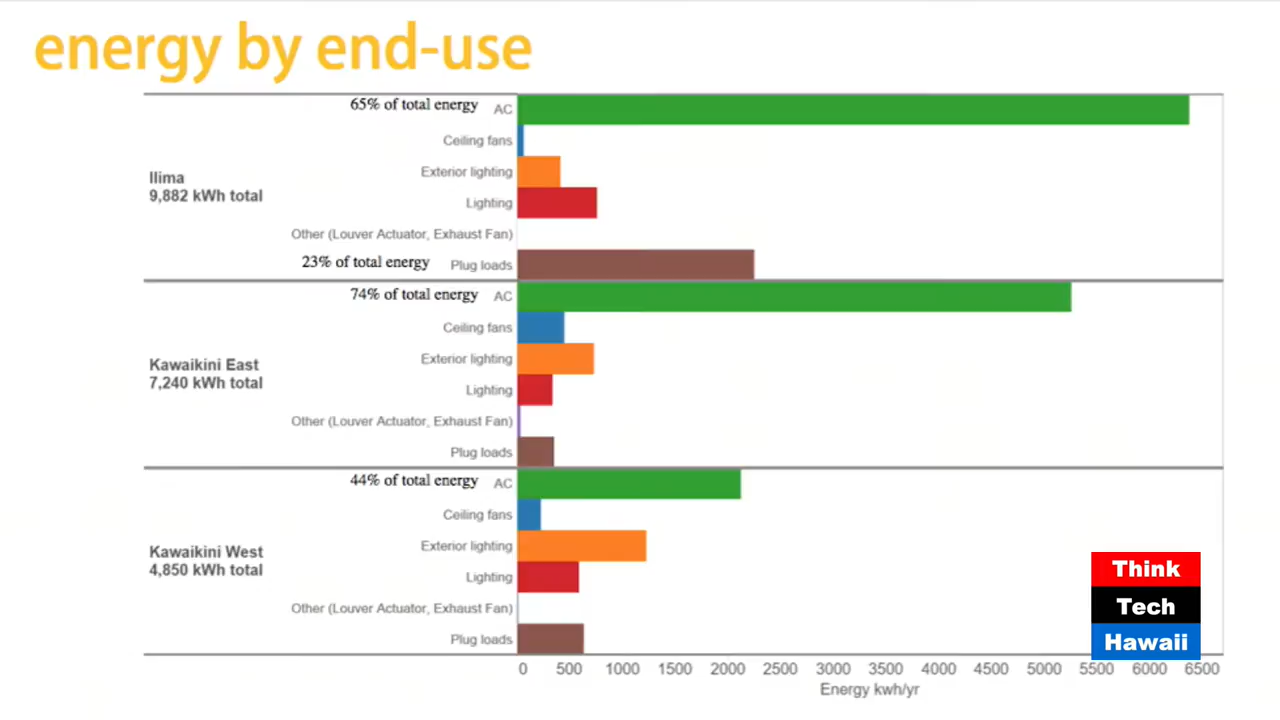 energy by end-use
65% of total energy AC
Ceiling fans
Exterior lighting
Ilima
9,882 kWh total
Lighting
Other (Louver Actuator, Exhaust Fan)
23% of total energy Plug loads
74% of total energy AC
Ceiling fans
Exterior lighting
Kawaikini East
7,240 kWh total
Lighting
Other (Louver Actuator, Exhaust Fan)
Plug loads
44% of total energy AC
Ceiling fans
Exterior lighting
Kawaikini West
4,850 kWh total
Lighting
Other (Louver Actuator, Exhaust Fan)
Plug loads
0 500 1000 1500 2000 2500 3000 3500 4000 4500 5000 5500 6000 6500
Energy kwh/yr
Think
Tech
Hawaii